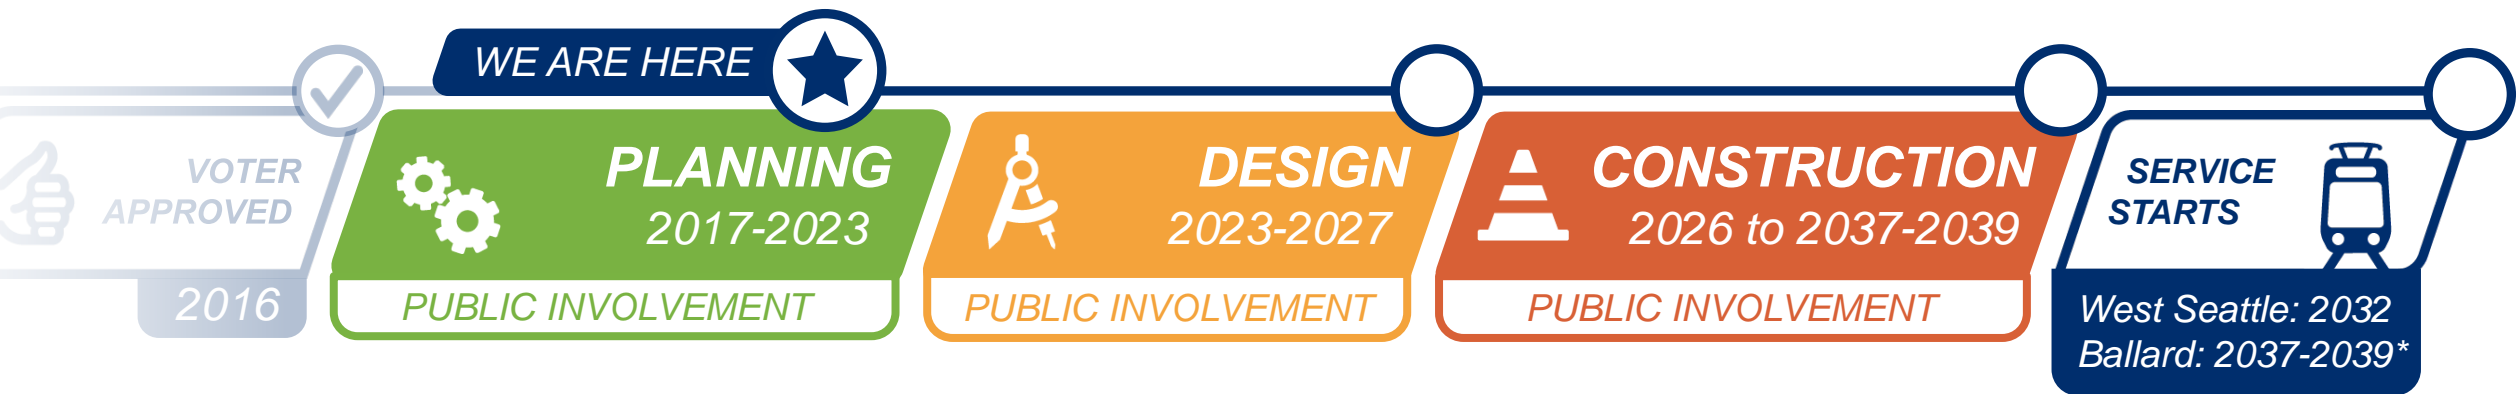 WE ARE HERE
VOTER
APPROVED
2016
PLANNING
2017-2023
PUBLIC INVOLVEMENT
DESIGN
2023-2027
PUBLIC INVOLVEMENT
CONSTRUCTION
2026 to 2037-2039
PUBLIC INVOLVEMENT
SERVICE
STARTS
West Seattle: 2032
Ballard: 2037-2039*